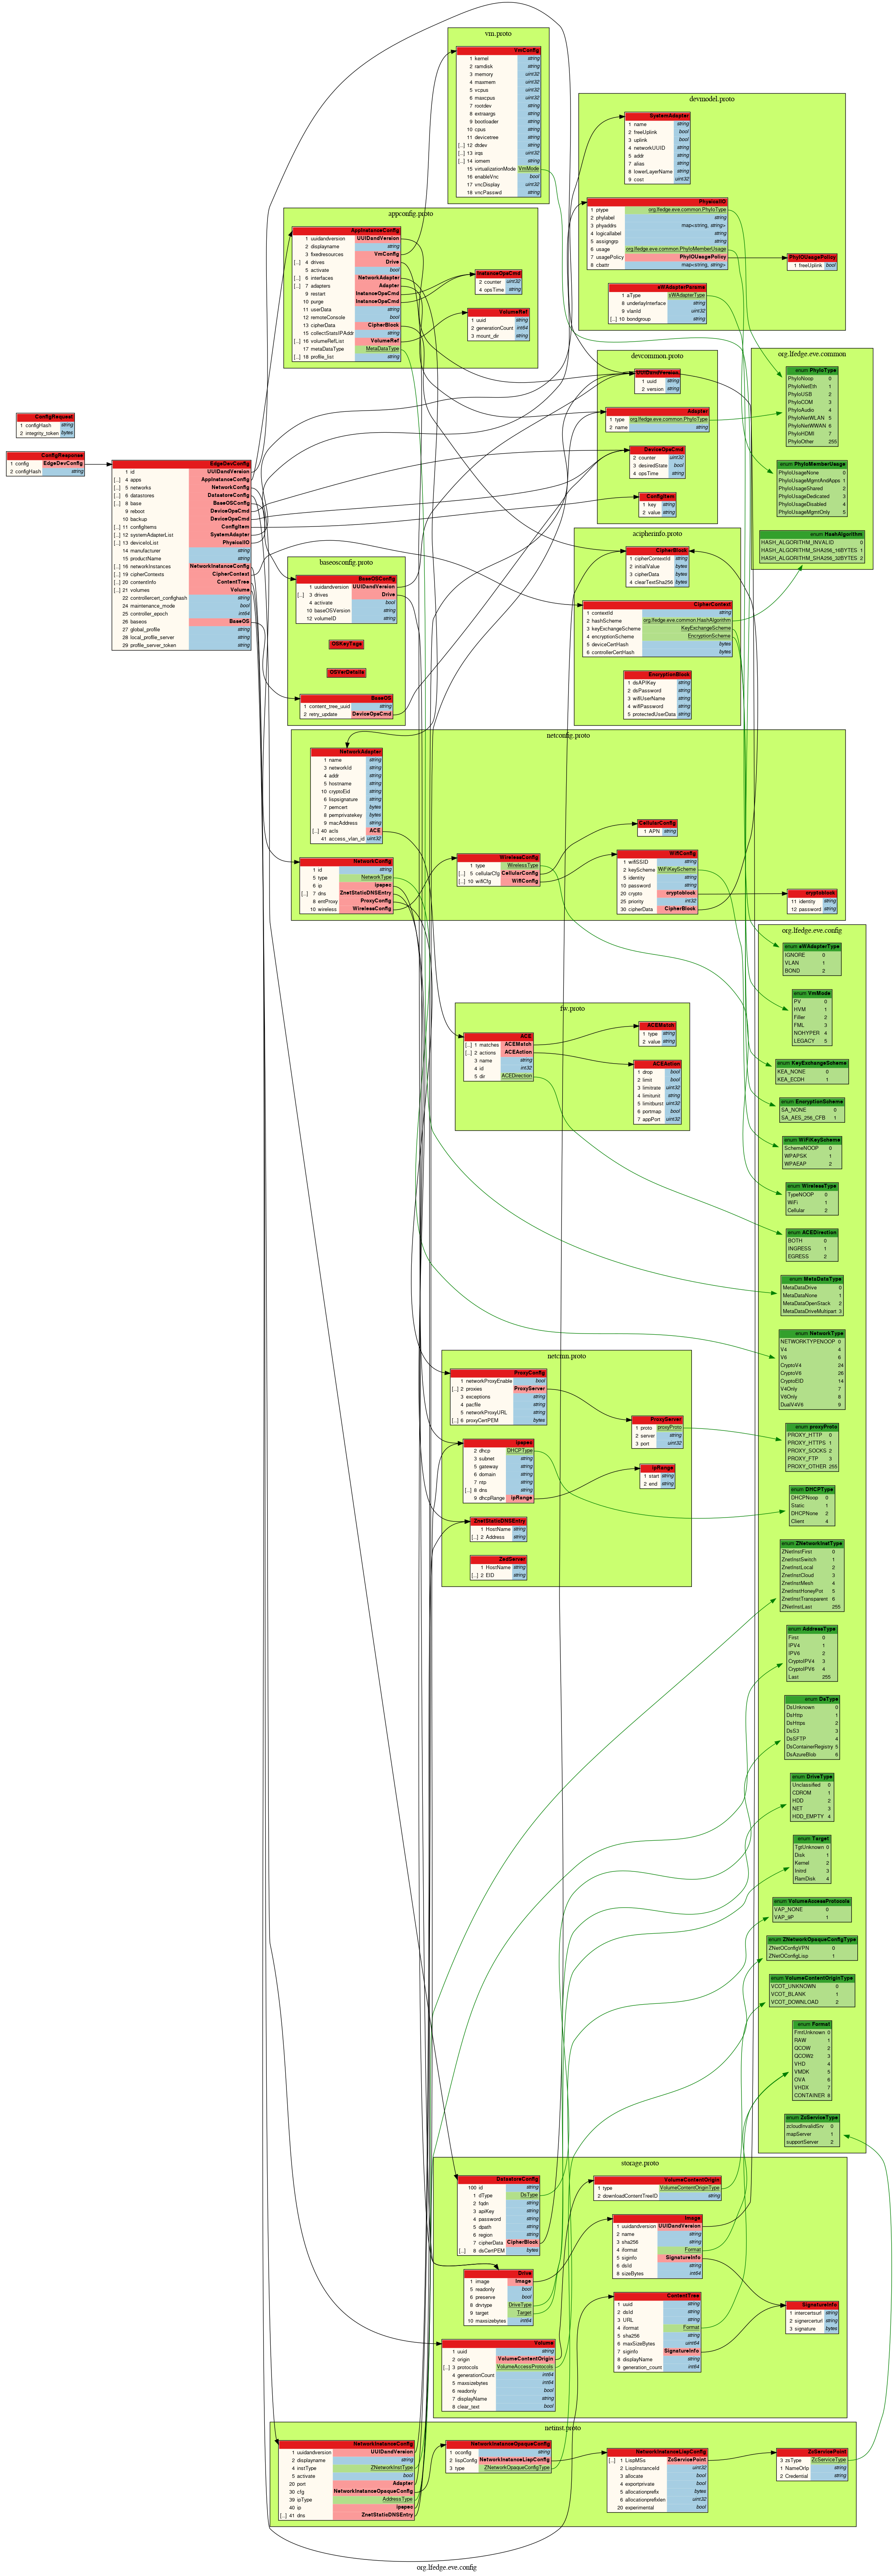 vm.proto
VmConfig
1 kernel string
2 ramdisk string
3 memory uint32
4 maxmem uint32
5 vcpus uint32
6 maxcpus uint32
7 rootdev string
8 extraargs string
9 bootloader string
10 cpus string
11 devicetree string
[...] 12 dtdev string
[...] 13 irqs uint32
[...] 14 iomem string
15 virtualizationMode VmMode
16 enableVnc bool
17 vncDisplay uint32
18 vncPasswd string
devmodel.proto
SystemAdapter
1 name string
2 freeUplink bool
3 uplink bool
4 networkUUID string
5 addr string
7 alias string
8 lowerLayerName string
9 cost uint32
PhysicalIO
1 ptype org.lfedge.eve.common.PhyIoType
2 phylabel string
3 phyaddrs map<string, string>
4 logicallabel string
5 assigngrp string
6 usage org.lfedge.eve.common.PhyIoMemberUsage
7 usagePolicy PhyIOUsagePolicy
8 cbattr map<string, string>
PhyIOUsagePolicy
1 freeUplink bool
sWAdapterParams
1 aType sWAdapterType
8 underlayInterface string
9 vlanId uint32
[...] 10 bondgroup string
appconfig.proto
AppInstanceConfig
1 uuidandversion UUIDandVersion
2 displayname string
3 fixedresources VmConfig
[...] 4 drives Drive
5 activate bool
[...] 6 interfaces NetworkAdapter
[...] 7 adapters Adapter
9 restart InstanceOpsCmd
10 purge InstanceOpsCmd
11 userData string
12 remoteConsole bool
13 cipherData CipherBlock
15 collectStatsIPAddr string
[...] 16 volumeRefList VolumeRef
17 metaDataType MetaDataType
[...] 18 profile_list string
InstanceOpsCmd
2 counter uint32
4 opsTime string
VolumeRef
1 uuid string
2 generationCount int64
3 mount_dir string
devcommon.proto
UUIDandVersion
1 uuid string
2 version string
Adapter
1 type org.lfedge.eve.common.PhyIoType
2 name string
DeviceOpsCmd
2 counter uint32
3 desiredState bool
4 opsTime string
ConfigItem
1 key string
2 value string
org.lfedge.eve.common
enum PhyIoType
PhyIoNoop 0
PhyIoNetEth 1
PhyIoUSB 2
PhyIoCOM 3
PhyIoAudio 4
PhyIoNetWLAN 5
PhyIoNetWWAN 6
PhyIoHDMI 7
PhyIoOther 255
enum PhyIoMemberUsage
PhyIoUsageNone 0
PhyIoUsageMgmtAndApps 1
PhyIoUsageShared 2
PhyIoUsageDedicated 3
PhyIoUsageDisabled 4
PhyIoUsageMgmtOnly 5
enum HashAlgorithm
HASH_ALGORITHM_INVALID 0
HASH_ALGORITHM_SHA256_16BYTES 1
HASH_ALGORITHM_SHA256_32BYTES 2
ConfigRequest
1 configHash string
2 integrity_token bytes
ConfigResponse
1 config EdgeDevConfig
2 configHash string
EdgeDevConfig
1 id UUIDandVersion
[...] 4 apps AppInstanceConfig
[...] 5 networks NetworkConfig
[...] 6 datastores DatastoreConfig
[...] 8 base BaseOSConfig
9 reboot DeviceOpsCmd
10 backup DeviceOpsCmd
[...] 11 configItems ConfigItem
[...] 12 systemAdapterList SystemAdapter
[...] 13 deviceIoList PhysicalIO
14 manufacturer string
15 productName string
[...] 16 networkInstances NetworkInstanceConfig
[...] 19 cipherContexts CipherContext
[...] 20 contentInfo ContentTree
[...] 21 volumes Volume
22 controllercert_confighash string
24 maintenance_mode bool
25 controller_epoch int64
26 baseos BaseOS
27 global_profile string
28 local_profile_server string
29 profile_server_token string
acipherinfo.proto
CipherBlock
1 cipherContextId string
2 initialValue bytes
3 cipherData bytes
4 clearTextSha256 bytes
CipherContext
1 contextId string
2 hashScheme org.lfedge.eve.common.HashAlgorithm
3 keyExchangeScheme KeyExchangeScheme
4 encryptionScheme EncryptionScheme
5 deviceCertHash bytes
6 controllerCertHash bytes
EncryptionBlock
1 dsAPIKey string
2 dsPassword string
3 wifiUserName string
4 wifiPassword string
5 protectedUserData string
baseosconfig.proto
BaseOSConfig
1 uuidandversion UUIDandVersion
[...] 3 drives Drive
4 activate bool
10 baseOSVersion string
12 volumeID string
OSKeyTags
OSVerDetails
BaseOS
1 content_tree_uuid string
2 retry_update DeviceOpsCmd
netconfig.proto
NetworkAdapter
1 name string
3 networkId string
4 addr string
5 hostname string
10 cryptoEid string
6 lispsignature string
7 pemcert bytes
8 pemprivatekey bytes
9 macAddress string
[...] 40 acls ACE
41 access_vlan_id uint32
NetworkConfig
1 id string
5 type NetworkType
6 ip ipspec
[...] 7 dns ZnetStaticDNSEntry
8 entProxy ProxyConfig
10 wireless WirelessConfig
WirelessConfig
1 type WirelessType
[...] 5 cellularCfg CellularConfig
[...] 10 wifiCfg WifiConfig
CellularConfig
1 APN string
WifiConfig
1 wifiSSID string
2 keyScheme WiFiKeyScheme
5 identity string
10 password string
20 crypto cryptoblock
25 priority int32
30 cipherData CipherBlock
cryptoblock
11 identity string
12 password string
org.lfedge.eve.config
enum sWAdapterType
IGNORE 0
VLAN 1
BOND 2
enum VmMode
PV 0
HVM 1
Filler 2
FML 3
NOHYPER 4
LEGACY 5
enum KeyExchangeScheme
KEA_NONE 0
KEA_ECDH 1
enum EncryptionScheme
SA_NONE 0
SA_AES_256_CFB 1
enum WiFiKeyScheme
SchemeNOOP 0
WPAPSK 1
WPAEAP 2
enum WirelessType
TypeNOOP 0
WiFi 1
Cellular 2
enum ACEDirection
BOTH 0
INGRESS 1
EGRESS 2
enum MetaDataType
MetaDataDrive 0
MetaDataNone 1
MetaDataOpenStack 2
MetaDataDriveMultipart 3
enum NetworkType
NETWORKTYPENOOP 0
V4 4
V6 6
CryptoV4 24
CryptoV6 26
CryptoEID 14
V4Only 7
V6Only 8
DualV4V6 9
enum proxyProto
PROXY_HTTP 0
PROXY_HTTPS 1
PROXY_SOCKS 2
PROXY_FTP 3
PROXY_OTHER 255
enum DHCPType
DHCPNoop 0
Static 1
DHCPNone 2
Client 4
enum ZNetworkInstType
ZNetInstFirst 0
ZnetInstSwitch 1
ZnetInstLocal 2
ZnetInstCloud 3
ZnetInstMesh 4
ZnetInstHoneyPot 5
ZnetInstTransparent 6
ZNetInstLast 255
enum AddressType
First 0
IPV4 1
IPV6 2
CryptoIPV4 3
CryptoIPV6 4
Last 255
enum DsType
DsUnknown 0
DsHttp 1
DsHttps 2
DsS3 3
DsSFTP 4
DsContainerRegistry 5
DsAzureBlob 6
enum DriveType
Unclassified 0
CDROM 1
HDD 2
NET 3
HDD_EMPTY 4
enum Target
TgtUnknown 0
Disk 1
Kernel 2
Initrd 3
RamDisk 4
enum VolumeAccessProtocols
VAP_NONE 0
VAP_9P 1
enum ZNetworkOpaqueConfigType
ZNetOConfigVPN 0
ZNetOConfigLisp 1
enum VolumeContentOriginType
VCOT_UNKNOWN 0
VCOT_BLANK 1
VCOT_DOWNLOAD 2
enum Format
FmtUnknown 0
RAW 1
QCOW 2
QCOW2 3
VHD 4
VMDK 5
OVA 6
VHDX 7
CONTAINER 8
enum ZcServiceType
zcloudInvalidSrv 0
mapServer 1
supportServer 2
fw.proto
ACE
[...] 1 matches ACEMatch
[...] 2 actions ACEAction
3 name string
4 id int32
5 dir ACEDirection
ACEMatch
1 type string
2 value string
ACEAction
1 drop bool
2 limit bool
3 limitrate uint32
4 limitunit string
5 limitburst uint32
6 portmap bool
7 appPort uint32
netcmn.proto
ProxyConfig
1 networkProxyEnable bool
[...] 2 proxies ProxyServer
3 exceptions string
4 pacfile string
5 networkProxyURL string
[...] 6 proxyCertPEM bytes
ProxyServer
1 proto proxyProto
2 server string
3 port uint32
ipspec
2 dhcp DHCPType
3 subnet string
5 gateway string
6 domain string
7 ntp string
[...] 8 dns string
9 dhcpRange ipRange
ipRange
1 start string
2 end string
ZnetStaticDNSEntry
1 HostName string
[...] 2 Address string
ZedServer
1 HostName string
[...] 2 EID string
storage.proto
DatastoreConfig
100 id string
1 dType DsType
2 fqdn string
3 apiKey string
4 password string
5 dpath string
6 region string
7 cipherData CipherBlock
[...] 8 dsCertPEM bytes
VolumeContentOrigin
1 type VolumeContentOriginType
2 downloadContentTreeID string
Image
1 uuidandversion UUIDandVersion
2 name string
3 sha256 string
4 iformat Format
5 siginfo SignatureInfo
6 dsId string
8 sizeBytes int64
Drive
1 image Image
5 readonly bool
6 preserve bool
8 drvtype DriveType
9 target Target
10 maxsizebytes int64
ContentTree
1 uuid string
2 dsId string
3 URL string
4 iformat Format
5 sha256 string
6 maxSizeBytes uint64
7 siginfo SignatureInfo
8 displayName string
9 generation_count int64
SignatureInfo
1 intercertsurl string
2 signercerturl string
3 signature bytes
Volume
1 uuid string
2 origin VolumeContentOrigin
[...] 3 protocols VolumeAccessProtocols
4 generationCount int64
5 maxsizebytes int64
6 readonly bool
7 displayName string
8 clear_text bool
netinst.proto
NetworkInstanceConfig
1 uuidandversion UUIDandVersion
2 displayname string
4 instType ZNetworkInstType
5 activate bool
20 port Adapter
30 cfg NetworkInstanceOpaqueConfig
39 ipType AddressType
40 ip ipspec
[...] 41 dns ZnetStaticDNSEntry
NetworkInstanceOpaqueConfig
1 oconfig string
2 lispConfig NetworkInstanceLispConfig
3 type ZNetworkOpaqueConfigType
NetworkInstanceLispConfig
[...] 1 LispMSs ZcServicePoint
2 LispInstanceId uint32
3 allocate bool
4 exportprivate bool
5 allocationprefix bytes
6 allocationprefixlen uint32
20 experimental bool
ZcServicePoint
3 zsType ZcServiceType
1 NameOrIp string
2 Credential string
org.lfedge.eve.config